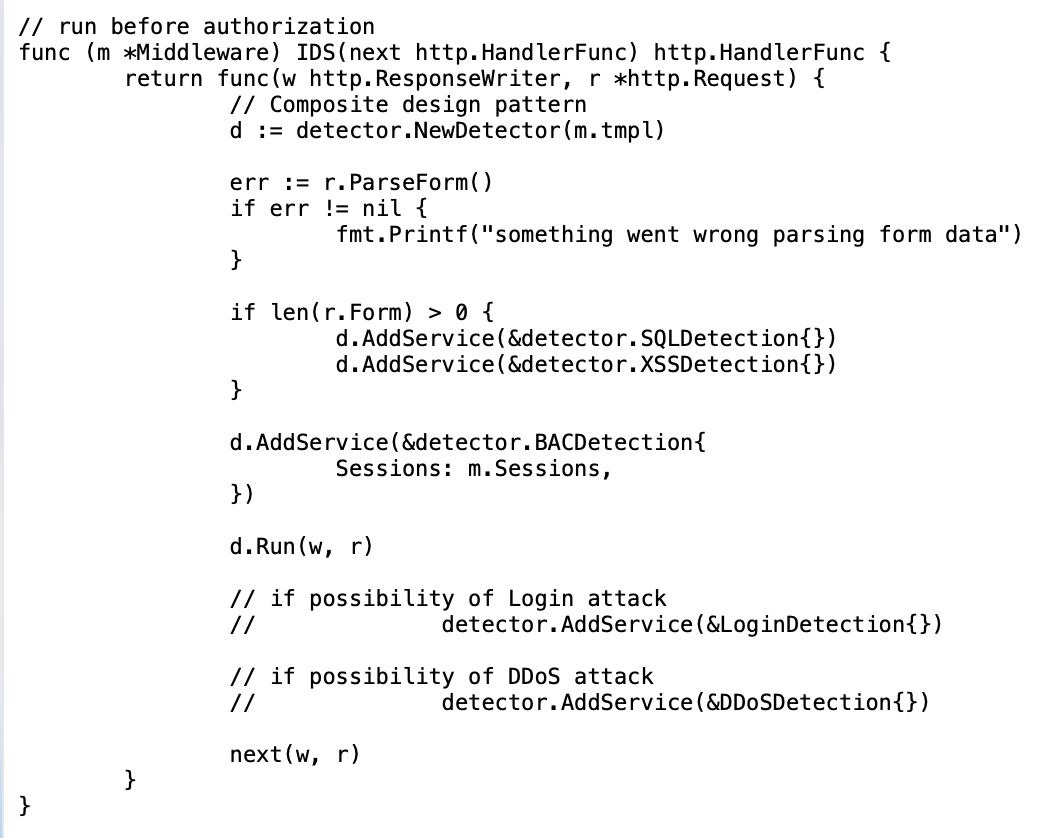 // run before authorization
func (m *Middleware) IDS(next http.HandlerFunc) http.HandlerFunc {
        return func(w http.ResponseWriter, r *http.Request) {
                // Composite design pattern
                d := detector.NewDetector(m.tmpl)

                err := r.ParseForm()
                if err != nil {
                        fmt.Printf("something went wrong parsing form data")
                }

                if len(r.Form) > 0 {
                        d.AddService(&detector.SQLDetection{})
                        d.AddService(&detector.XSSDetection{})
                }

                d.AddService(&detector.BACDetection{
                        Sessions: m.Sessions,
                })

                d.Run(w, r)

                // if possibility of Login attack
                //              detector.AddService(&LoginDetection{})

                // if possibility of DDoS attack
                //              detector.AddService(&DDoSDetection{})

                next(w, r)
        }
}